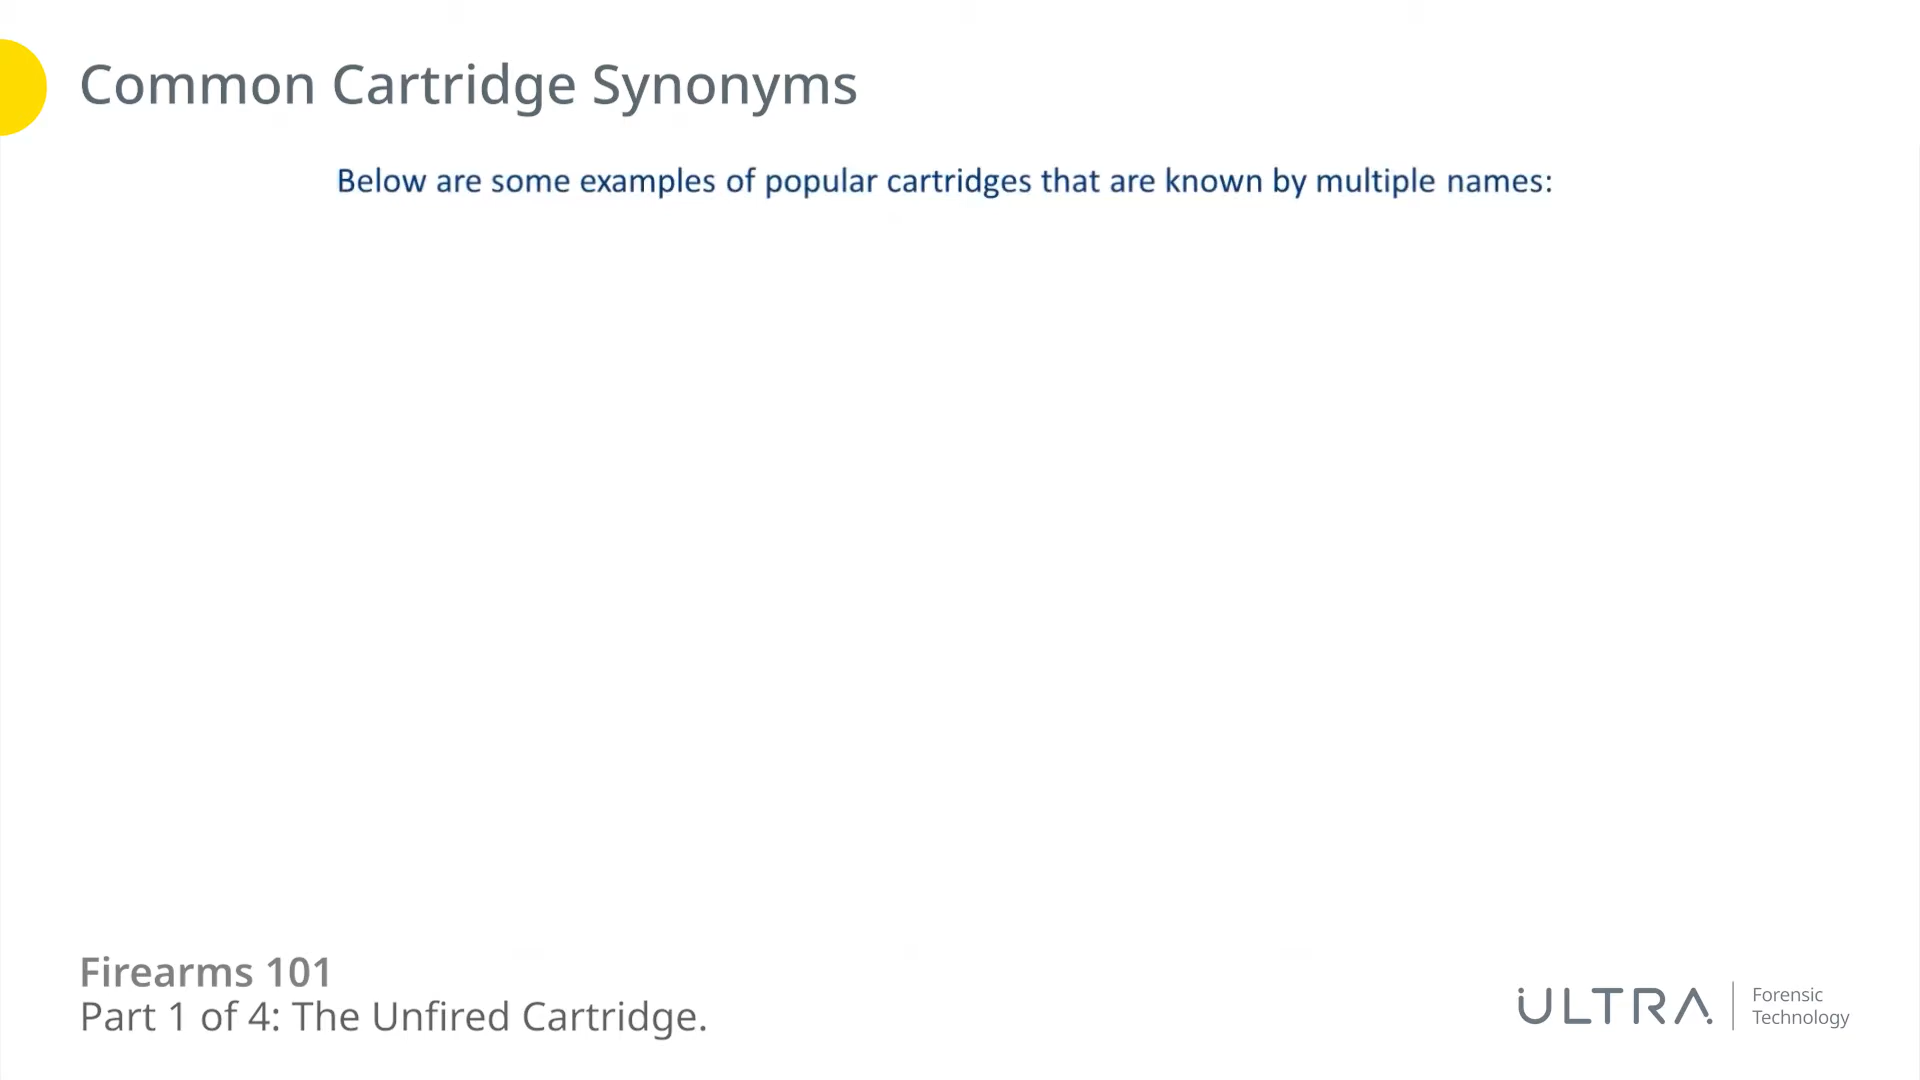 Common Cartridge Synonyms
Below are some examples of popular cartridges that are known by multiple names:
Firearms 101
Part 1 of 4: The Unfired Cartridge.
ULTRA
Forensic
Technology